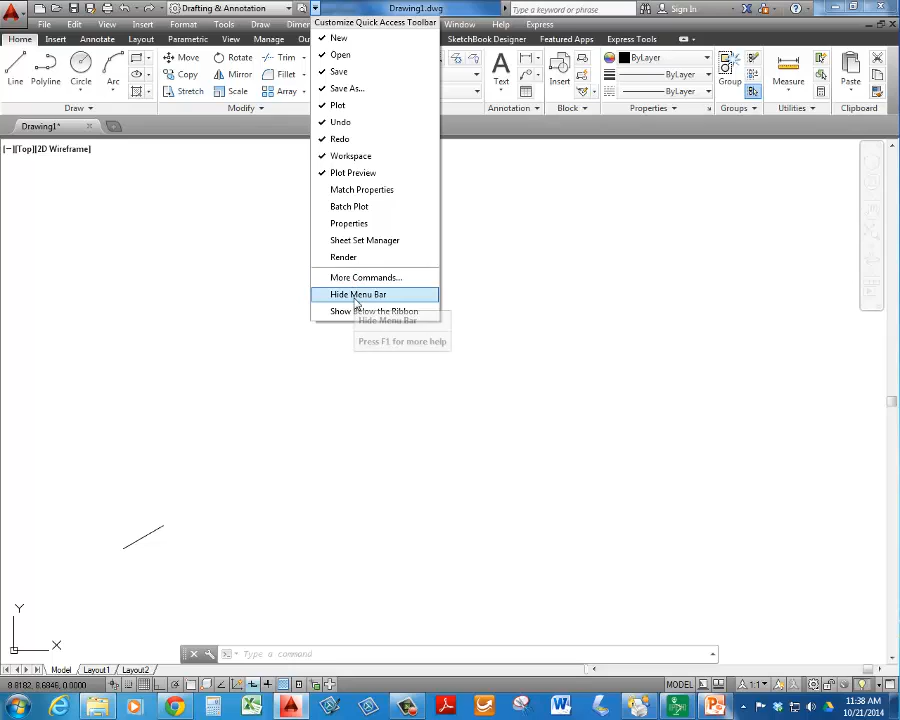 Drafting & Annotation
Drawing1.dwg
Type a keyword or phrase
Sign In
File Edit View Insert Format Tools Draw
Window Help Express
Customize Quick Access Toolbar
Home Insert Annotate Layout Parametric View Manage
SketchBook Designer Featured Apps Express Tools
Line Polyline Circle Arc
Move Rotate Trim
Copy Mirror Fillet
Stretch Scale Array
Draw Modify
Text Insert ByLayer Group Measure Paste
ByLayer
ByLayer
Annotation Block Properties Groups Utilities Clipboard
Drawing1*
[−][Top][2D Wireframe]
New
Open
Save
Save As...
Plot
Undo
Redo
Workspace
Plot Preview
Match Properties
Batch Plot
Properties
Sheet Set Manager
Render
More Commands...
Hide Menu Bar
Show Below the Ribbon
Hide Menu Bar
Press F1 for more help
Y
X
Type a command
Model Layout1 Layout2
8.8182, 8.6846, 0.0000
MODEL
1:1
11:38 AM
10/21/2014